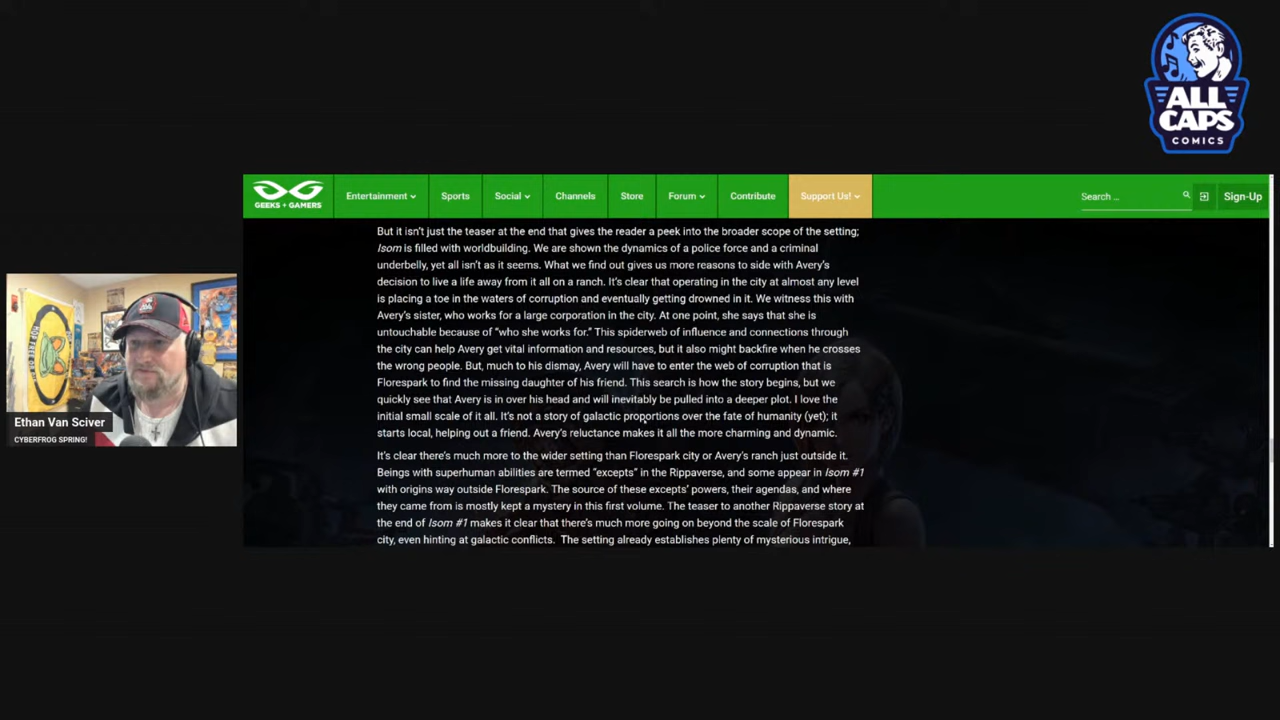 ALL
CAPS
COMICS
GEEKS + GAMERS
Entertainment
Sports
Social
Channels
Store
Forum
Contribute
Support Us!
Search ...
Sign-Up
But it isn't just the teaser at the end that gives the reader a peek into the broader scope of the setting;
Isom is filled with worldbuilding. We are shown the dynamics of a police force and a criminal
underbelly, yet all isn't as it seems. What we find out gives us more reasons to side with Avery's
decision to live a life away from it all on a ranch. It's clear that operating in the city at almost any level
is placing a toe in the waters of corruption and eventually getting drowned in it. We witness this with
Avery's sister, who works for a large corporation in the city. At one point, she says that she is
untouchable because of “who she works for.” This spiderweb of influence and connections through
the city can help Avery get vital information and resources, but it also might backfire when he crosses
the wrong people. But, much to his dismay, Avery will have to enter the web of corruption that is
Florespark to find the missing daughter of his friend. This search is how the story begins, but we
quickly see that Avery is in over his head and will inevitably be pulled into a deeper plot. I love the
initial small scale of it all. It's not a story of galactic proportions over the fate of humanity (yet); it
starts local, helping out a friend. Avery's reluctance makes it all the more charming and dynamic.
It's clear there's much more to the wider setting than Florespark city or Avery's ranch just outside it.
Beings with superhuman abilities are termed “excepts” in the Rippaverse, and some appear in Isom #1
with origins way outside Florespark. The source of these excepts' powers, their agendas, and where
they came from is mostly kept a mystery in this first volume. The teaser to another Rippaverse story at
the end of Isom #1 makes it clear that there's much more going on beyond the scale of Florespark
city, even hinting at galactic conflicts. The setting already establishes plenty of mysterious intrigue,
Ethan Van Sciver
CYBERFROG SPRING!